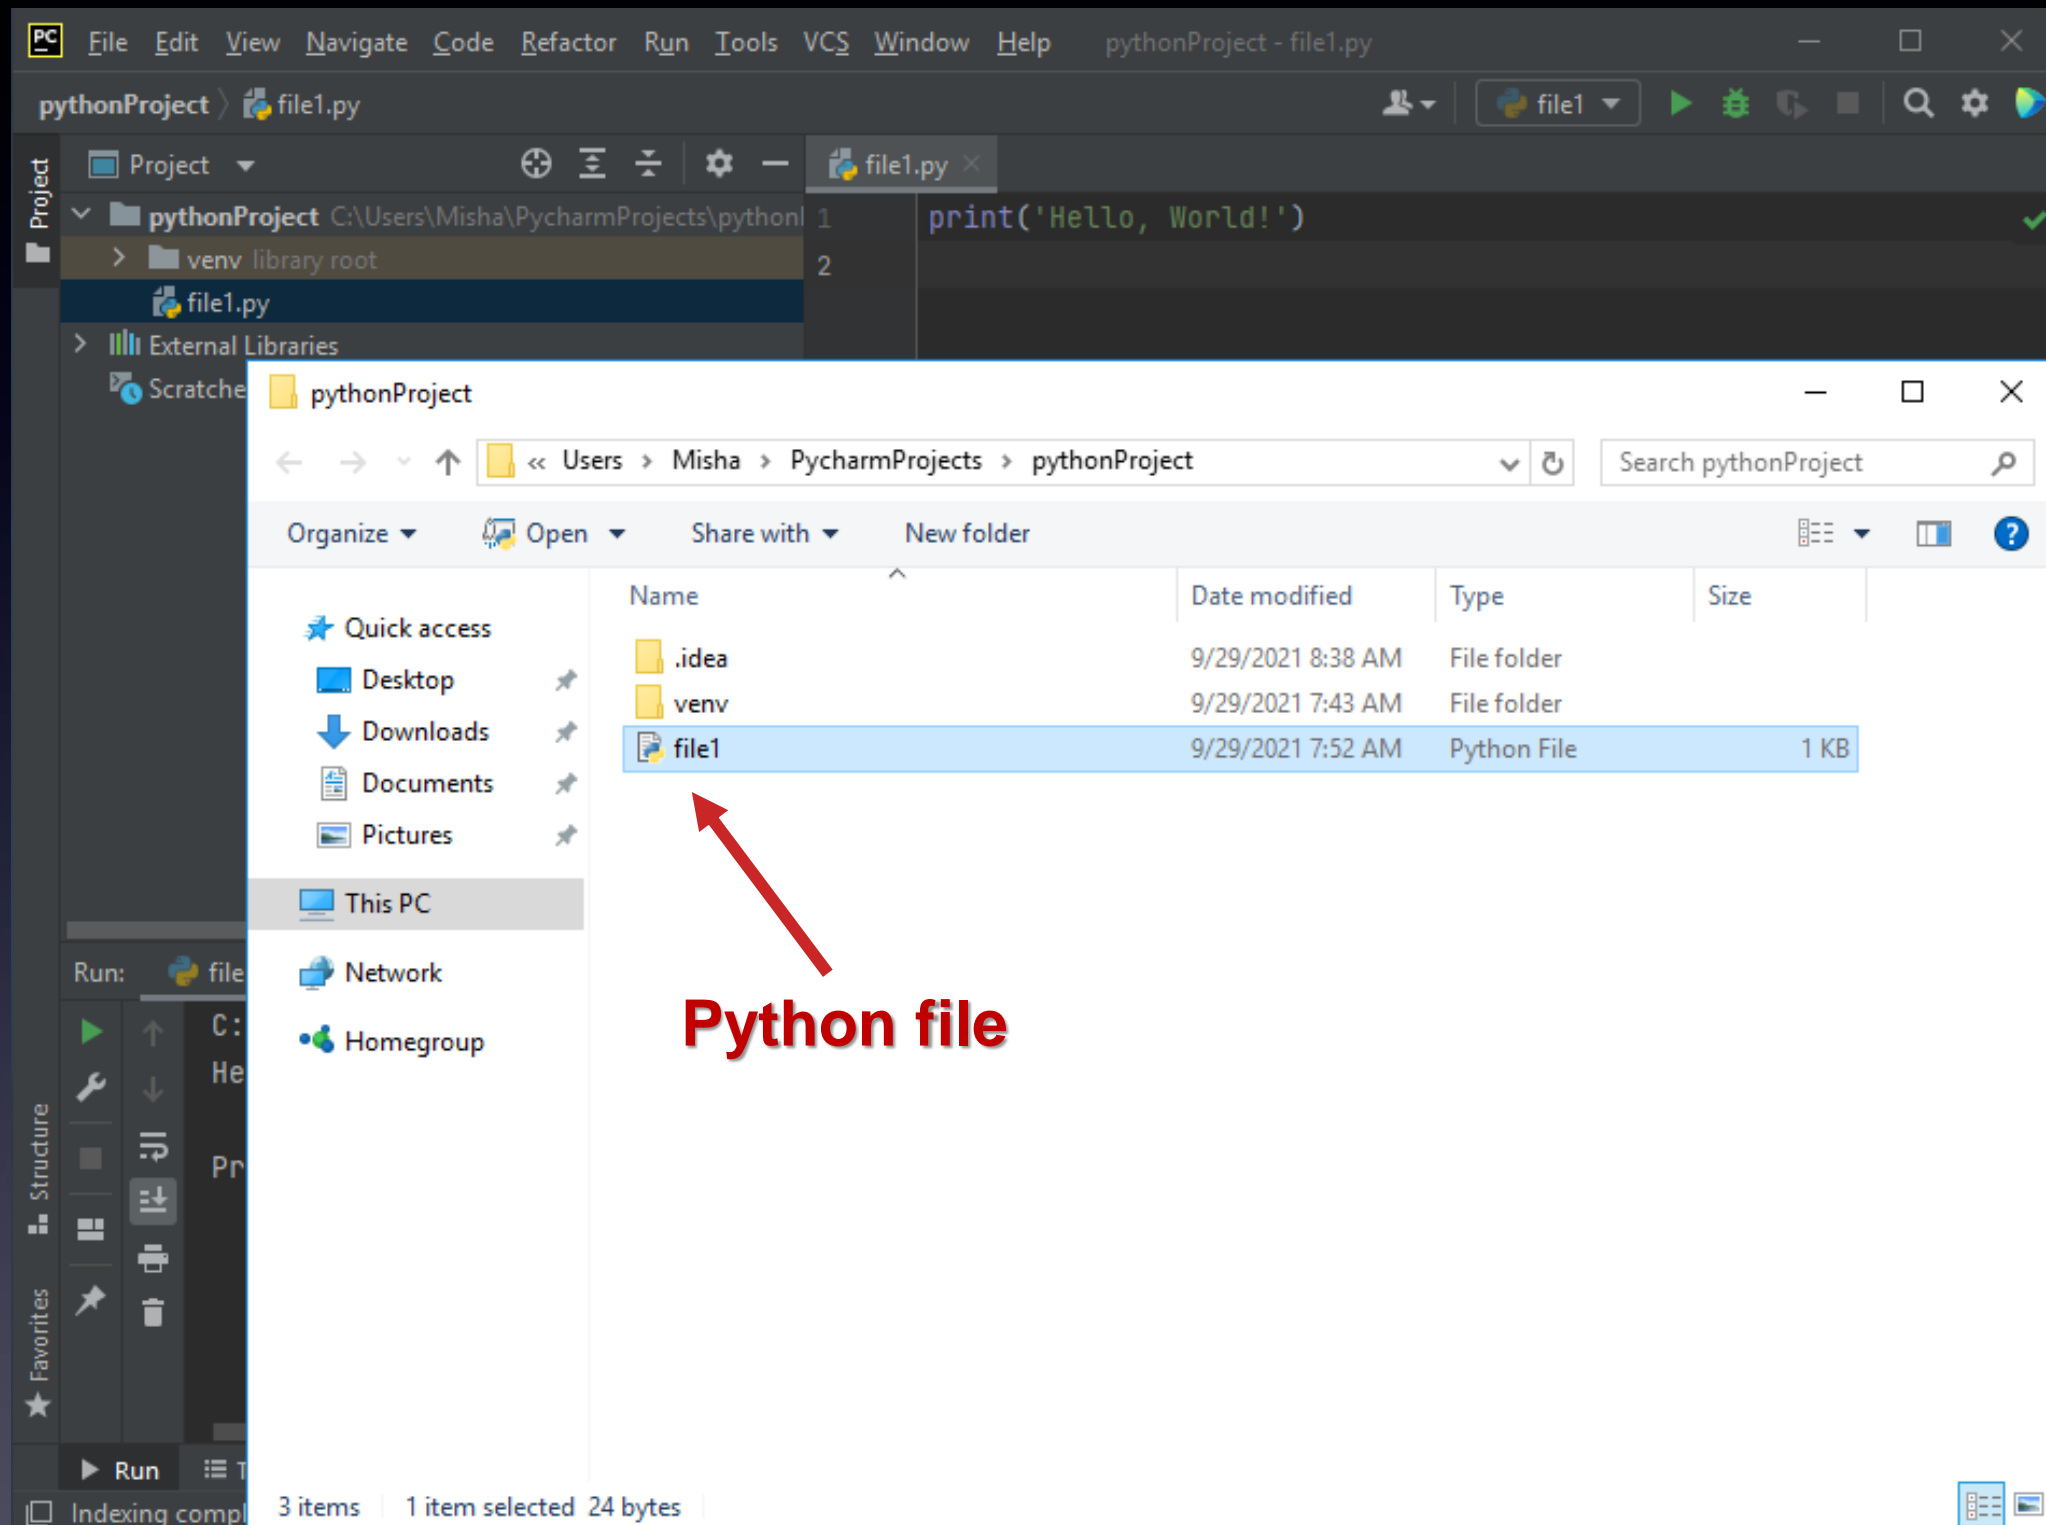 PC File Edit View Navigate Code Refactor Run Tools VCS Window Help pythonProject - file1.py
pythonProject file1.py
file1
Project
Project
file1.py
pythonProject C:\Users\Misha\PycharmProjects\python
1 print('Hello, World!')
venv library root
2
file1.py
External Libraries
Scratche
pythonProject
« Users > Misha > PycharmProjects > pythonProject
Search pythonProject
Organize Open Share with New folder
Name Date modified Type Size
Quick access
Desktop
Downloads
Documents
Pictures
This PC
Network
Homegroup
.idea 9/29/2021 8:38 AM File folder
venv 9/29/2021 7:43 AM File folder
file1 9/29/2021 7:52 AM Python File 1 KB
Python file
Run: file
C:
He
Pr
Structure
Favorites
Run T
Indexing compl
3 items 1 item selected 24 bytes